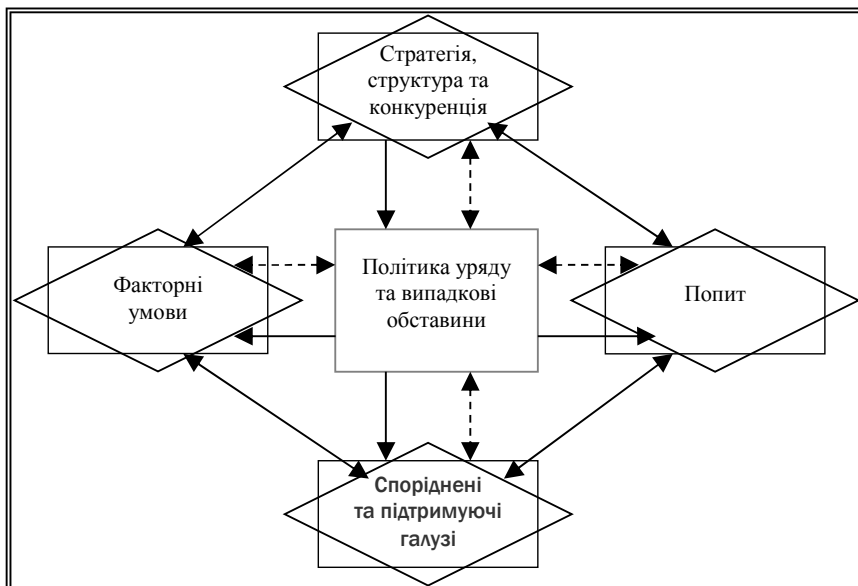 Стратегія,
структура та
конкуренція
Факторні
умови
Політика уряду
та випадкові
обставини
Попит
Споріднені
та підтримуючі
галузі